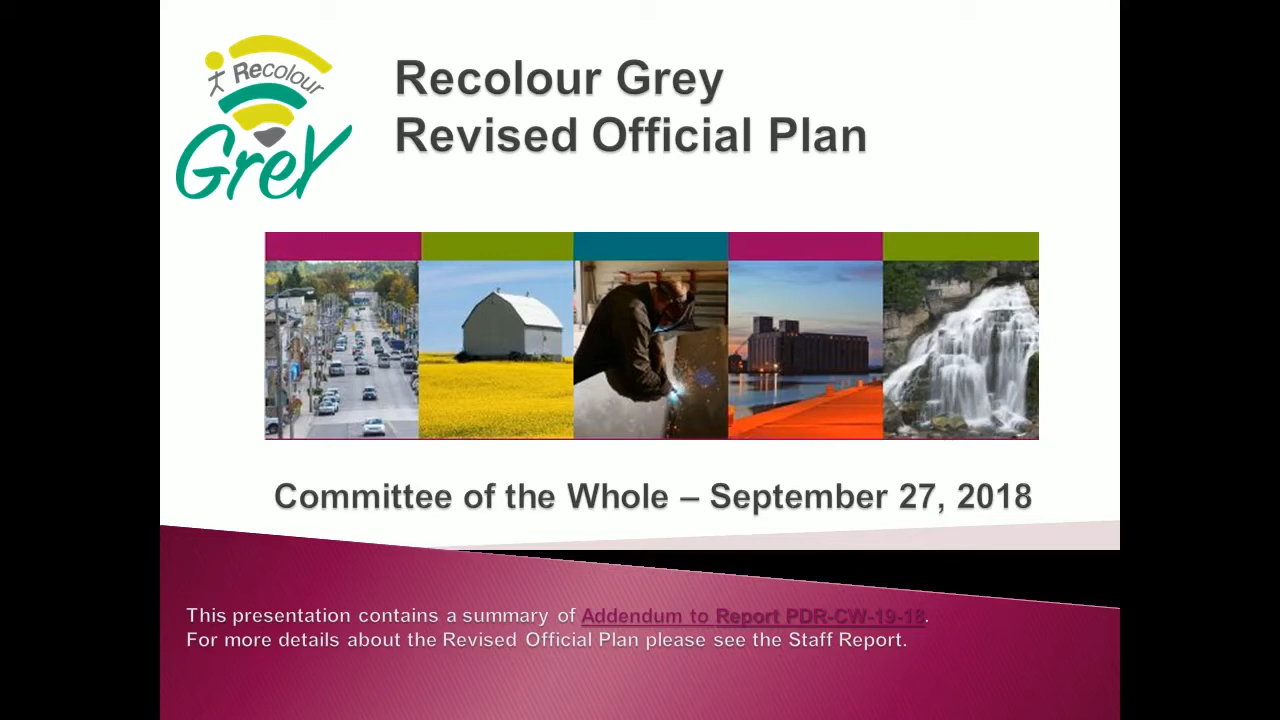 Recolour
Grey
Recolour Grey
Revised Official Plan
Committee of the Whole – September 27, 2018
This presentation contains a summary of Addendum to Report PDR-CW-19-18.
For more details about the Revised Official Plan please see the Staff Report.